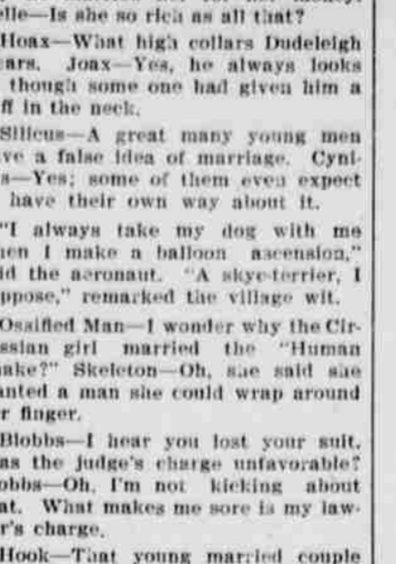 elle—Is she so rich as all that?
Hoax—What high collars Dudeleigh
ears. Joax—Yes, he always looks
though some one had given him a
ff in the neck.
Silicus—A great many young men
ve a false idea of marriage. Cyni-
s—Yes; some of them even expect
have their own way about it.
"I always take my dog with me
hen I make a balloon ascension,"
id the aeronaut. "A skye-terrier, I
ppose," remarked the village wit.
Ossified Man—I wonder why the Cir-
ssian girl married the "Human
nake?" Skeleton—Oh, she said she
anted a man she could wrap around
r finger.
Blobbs—I hear you lost your suit.
as the judge's charge unfavorable?
obbs—Oh, I'm not kicking about
at. What makes me sore is my law-
r's charge.
Hook—That young married couple